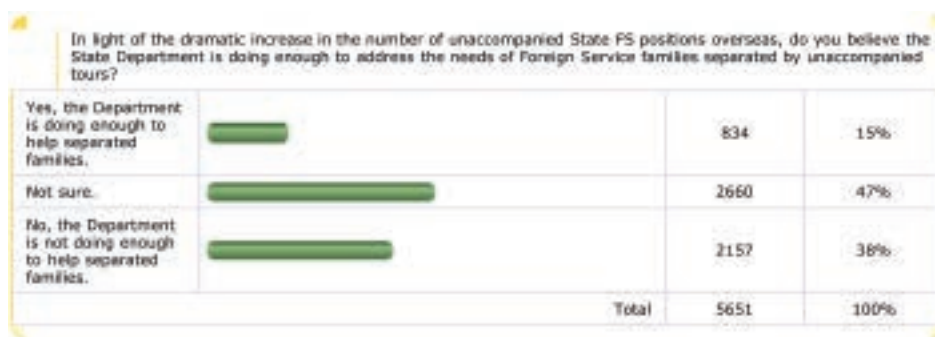 In light of the dramatic increase in the number of unaccompanied State FS positions overseas, do you believe the
State Department is doing enough to address the needs of Foreign Service families separated by unaccompanied
tours?
Yes, the Department
is doing enough to
help separated
families.
834
15%
Not sure.
2660
47%
No, the Department
is not doing enough
to help separated
families.
2157
38%
Total
5651
100%